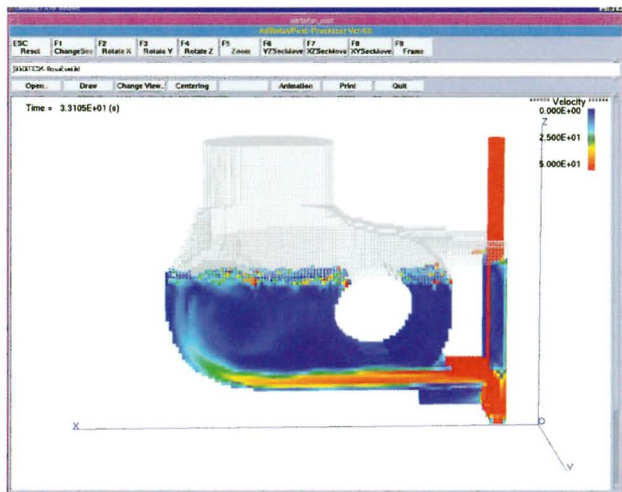 ESC F1 F2 F3 F4 F5 F6 F7 F8 F9
Reset ChangeSec Rotate X Rotate Y Rotate Z Zoom YZSecMove XZSecMove XYSecMove Frame
Open.. Draw Change View.. Centering Animation Print Quit
Time = 3.3105E+01 (s)
Velocity
0.000E+00
2.500E+01
5.000E+01
Z
X
O
Y